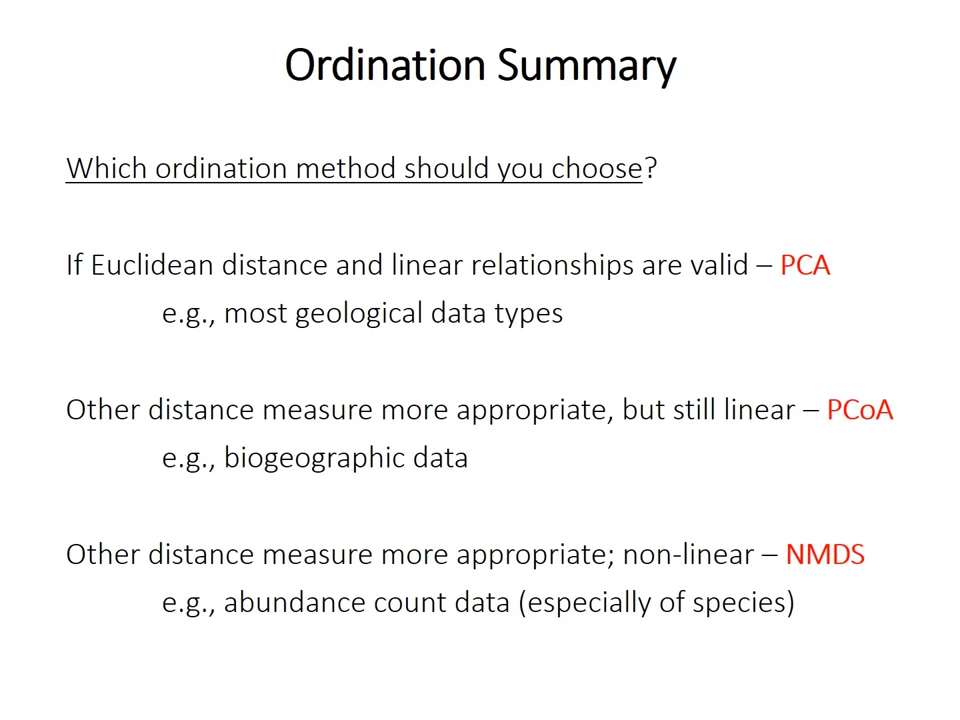 Ordination Summary
Which ordination method should you choose?
If Euclidean distance and linear relationships are valid – PCA
e.g., most geological data types
Other distance measure more appropriate, but still linear – PCoA
e.g., biogeographic data
Other distance measure more appropriate; non-linear – NMDS
e.g., abundance count data (especially of species)